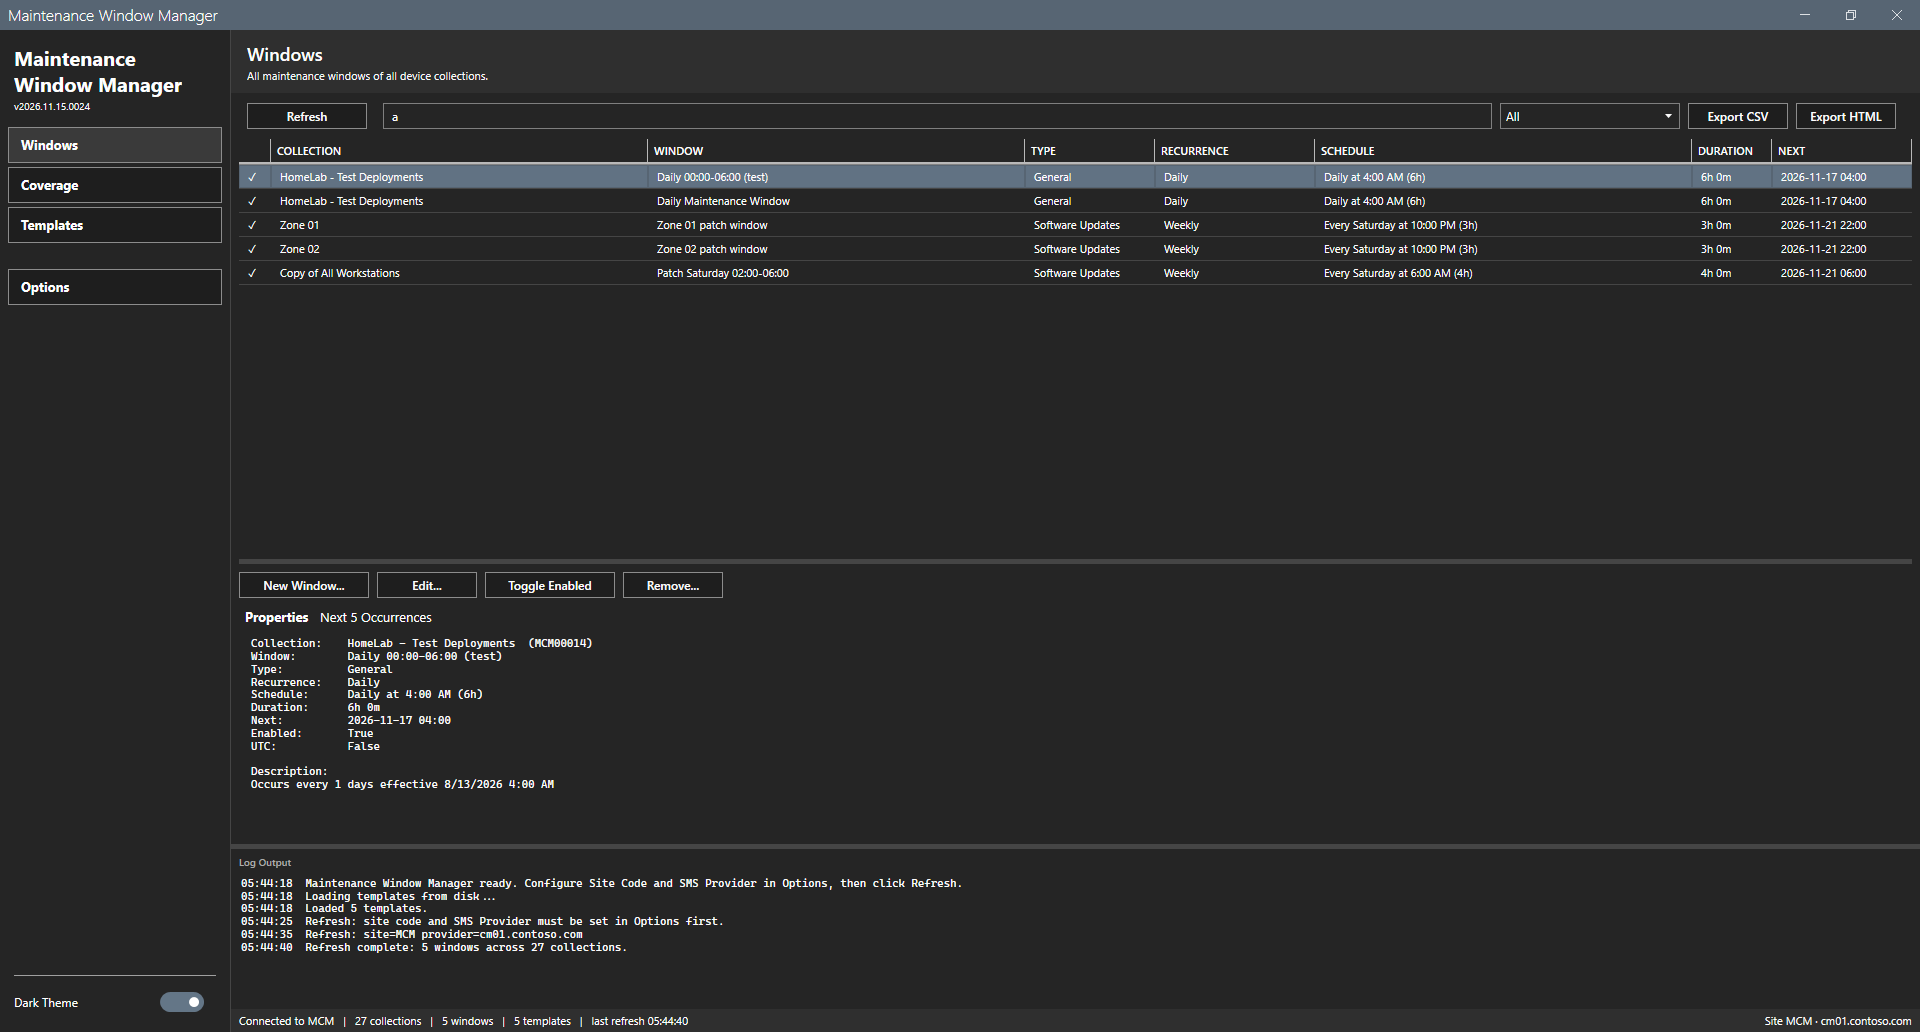 Maintenance Window Manager
Maintenance
Window Manager
v2026.11.15.0024
Windows
Coverage
Templates
Options
Dark Theme
Windows
All maintenance windows of all device collections.
Refresh a All Export CSV Export HTML
COLLECTION WINDOW TYPE RECURRENCE SCHEDULE DURATION NEXT
✓ HomeLab - Test Deployments Daily 00:00-06:00 (test) General Daily Daily at 4:00 AM (6h) 6h 0m 2026-11-17 04:00
✓ HomeLab - Test Deployments Daily Maintenance Window General Daily Daily at 4:00 AM (6h) 6h 0m 2026-11-17 04:00
✓ Zone 01 Zone 01 patch window Software Updates Weekly Every Saturday at 10:00 PM (3h) 3h 0m 2026-11-21 22:00
✓ Zone 02 Zone 02 patch window Software Updates Weekly Every Saturday at 10:00 PM (3h) 3h 0m 2026-11-21 22:00
✓ Copy of All Workstations Patch Saturday 02:00-06:00 Software Updates Weekly Every Saturday at 6:00 AM (4h) 4h 0m 2026-11-21 06:00
New Window... Edit... Toggle Enabled Remove...
Properties Next 5 Occurrences
Collection: HomeLab - Test Deployments (MCM00014)
Window: Daily 00:00-06:00 (test)
Type: General
Recurrence: Daily
Schedule: Daily at 4:00 AM (6h)
Duration: 6h 0m
Next: 2026-11-17 04:00
Enabled: True
UTC: False
Description:
Occurs every 1 days effective 8/13/2026 4:00 AM
Log Output
05:44:18 Maintenance Window Manager ready. Configure Site Code and SMS Provider in Options, then click Refresh.
05:44:18 Loading templates from disk...
05:44:18 Loaded 5 templates.
05:44:25 Refresh: site code and SMS Provider must be set in Options first.
05:44:35 Refresh: site=MCM provider=cm01.contoso.com
05:44:40 Refresh complete: 5 windows across 27 collections.
Connected to MCM | 27 collections | 5 windows | 5 templates | last refresh 05:44:40 Site MCM · cm01.contoso.com